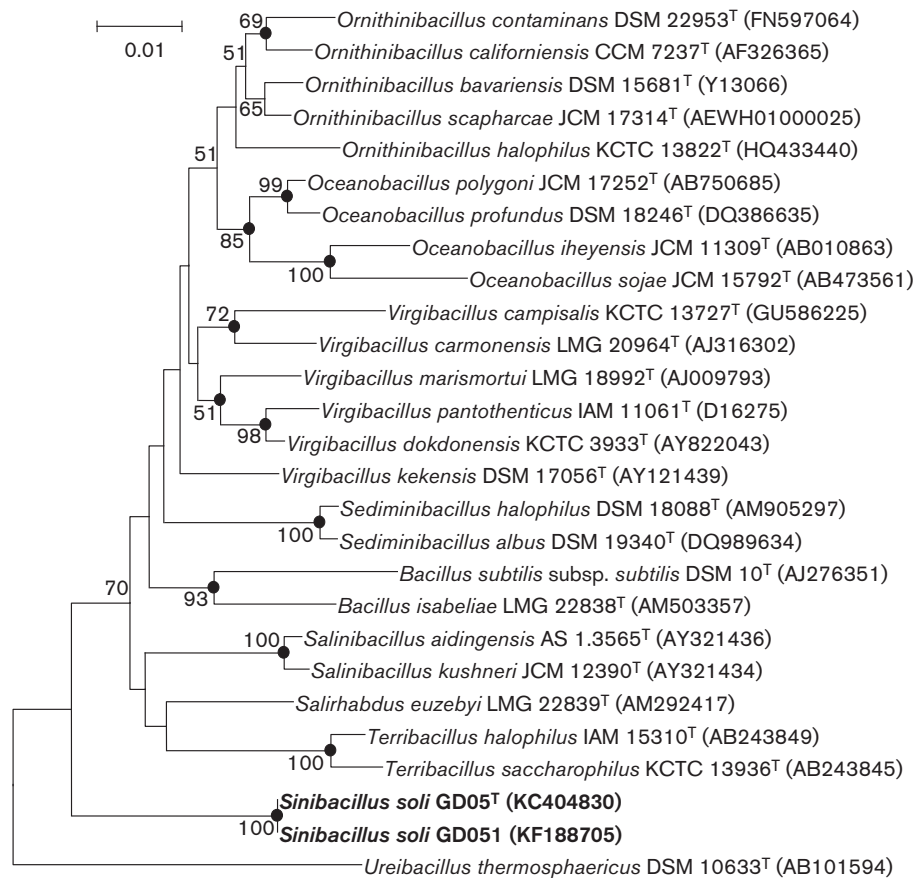 69
Ornithinibacillus contaminans DSM 22953ᵀ (FN597064)
0.01
51
Ornithinibacillus californiensis CCM 7237ᵀ (AF326365)
Ornithinibacillus bavariensis DSM 15681ᵀ (Y13066)
65
Ornithinibacillus scapharcae JCM 17314ᵀ (AEWH01000025)
51
Ornithinibacillus halophilus KCTC 13822ᵀ (HQ433440)
99
Oceanobacillus polygoni JCM 17252ᵀ (AB750685)
Oceanobacillus profundus DSM 18246ᵀ (DQ386635)
85
Oceanobacillus iheyensis JCM 11309ᵀ (AB010863)
100
Oceanobacillus sojae JCM 15792ᵀ (AB473561)
72
Virgibacillus campisalis KCTC 13727ᵀ (GU586225)
Virgibacillus carmonensis LMG 20964ᵀ (AJ316302)
Virgibacillus marismortui LMG 18992ᵀ (AJ009793)
51
Virgibacillus pantothenticus IAM 11061ᵀ (D16275)
98
Virgibacillus dokdonensis KCTC 3933ᵀ (AY822043)
Virgibacillus kekensis DSM 17056ᵀ (AY121439)
Sediminibacillus halophilus DSM 18088ᵀ (AM905297)
100
Sediminibacillus albus DSM 19340ᵀ (DQ989634)
Bacillus subtilis subsp. subtilis DSM 10ᵀ (AJ276351)
70
93
Bacillus isabeliae LMG 22838ᵀ (AM503357)
100
Salinibacillus aidingensis AS 1.3565ᵀ (AY321436)
Salinibacillus kushneri JCM 12390ᵀ (AY321434)
Salirhabdus euzebyi LMG 22839ᵀ (AM292417)
Terribacillus halophilus IAM 15310ᵀ (AB243849)
100
Terribacillus saccharophilus KCTC 13936ᵀ (AB243845)
Sinibacillus soli GD05ᵀ (KC404830)
100
Sinibacillus soli GD051 (KF188705)
Ureibacillus thermosphaericus DSM 10633ᵀ (AB101594)